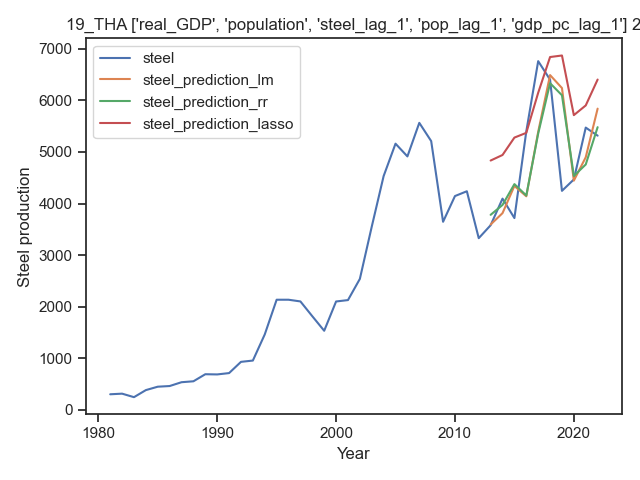 19_THA ['real_GDP', 'population', 'steel_lag_1', 'pop_lag_1', 'gdp_pc_lag_1'] 2
steel
steel_prediction_lm
steel_prediction_rr
steel_prediction_lasso
Steel production
7000
6000
5000
4000
3000
2000
1000
0
1980
1990
2000
2010
2020
Year